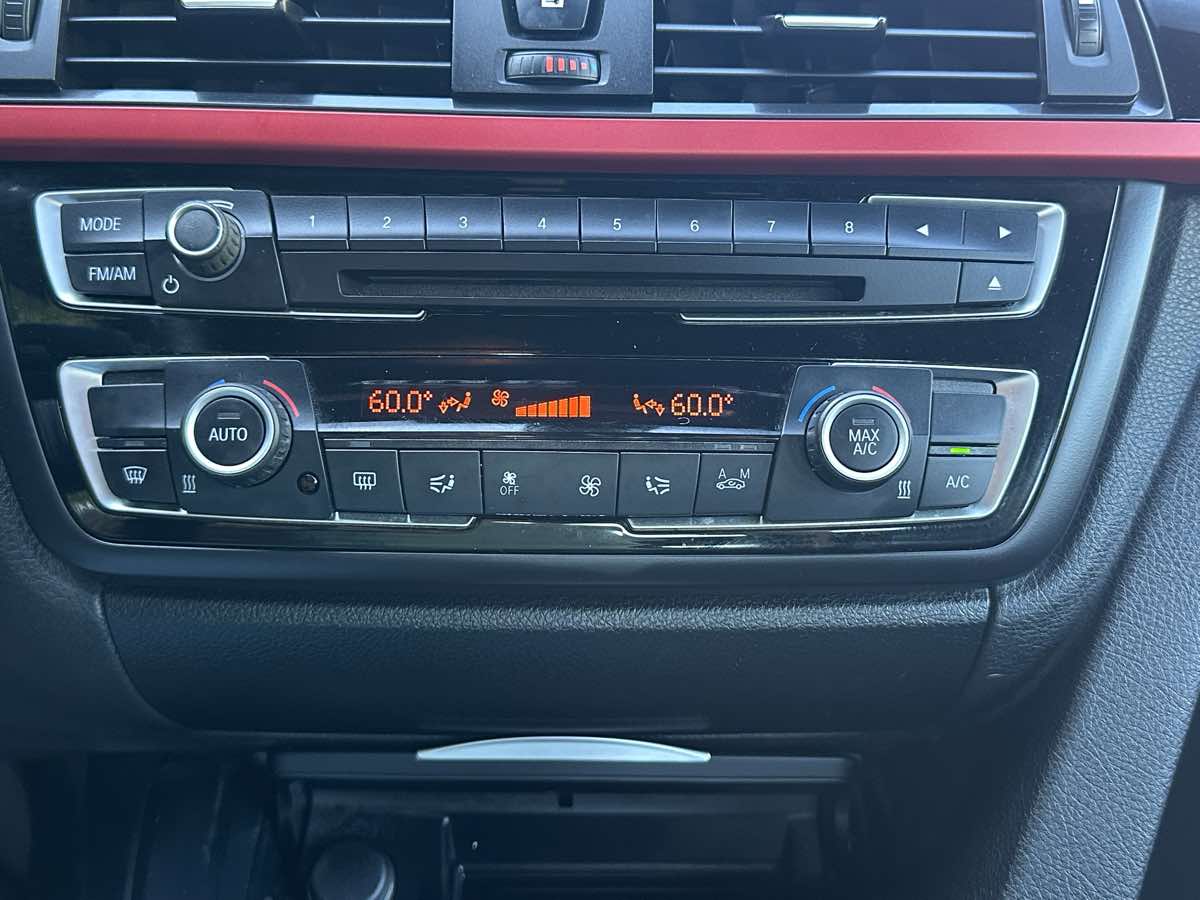 MODE
1 2 3 4 5 6 7 8
FM/AM
60.0° 60.0°
AUTO
MAX
A/C
OFF
A M
A/C